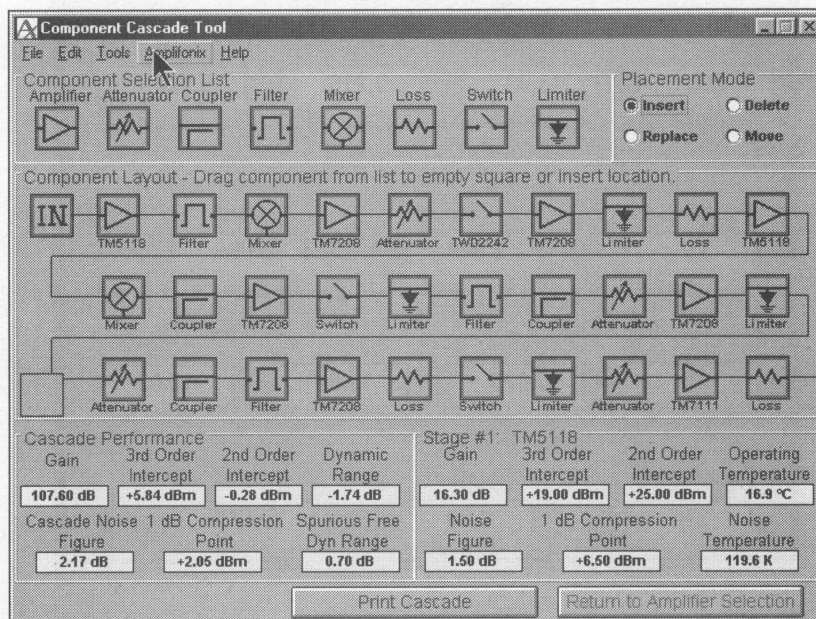 Component Cascade Tool
File Edit Tools Amplifonix Help
Component Selection List
Placement Mode
Amplifier Attenuator Coupler Filter Mixer Loss Switch Limiter
Insert Delete
Replace Move
Component Layout - Drag component from list to empty square or insert location.
IN
TM5118 Filter Mixer TM7208 Attenuator TWD2242 TM7208 Limiter Loss TM5118
Mixer Coupler TM7208 Switch Limiter Filter Coupler Attenuator TM7208 Limiter
Attenuator Coupler Filter TM7208 Loss Switch Limiter Attenuator TM7111 Loss
Cascade Performance
Gain 3rd Order Intercept 2nd Order Intercept Dynamic Range
107.60 dB +5.84 dBm -0.28 dBm -1.74 dB
Cascade Noise Figure 1 dB Compression Point Spurious Free Dyn Range
2.17 dB +2.05 dBm 0.70 dB
Stage #1: TM5118
Gain 3rd Order Intercept 2nd Order Intercept Operating Temperature
16.30 dB +19.00 dBm +25.00 dBm 16.9 °C
Noise Figure 1 dB Compression Point Noise Temperature
1.50 dB +6.50 dBm 119.6 K
Print Cascade
Return to Amplifier Selection